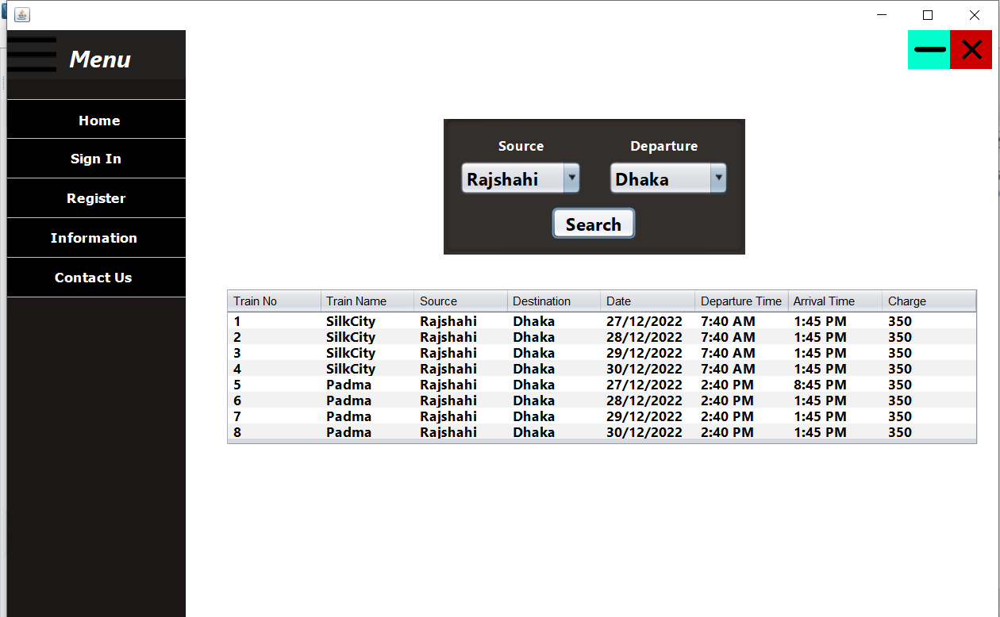 Menu
Home
Sign In
Register
Information
Contact Us
Source Departure
Rajshahi Dhaka
Search
Train No Train Name Source Destination Date Departure Time Arrival Time Charge
1 SilkCity Rajshahi Dhaka 27/12/2022 7:40 AM 1:45 PM 350
2 SilkCity Rajshahi Dhaka 28/12/2022 7:40 AM 1:45 PM 350
3 SilkCity Rajshahi Dhaka 29/12/2022 7:40 AM 1:45 PM 350
4 SilkCity Rajshahi Dhaka 30/12/2022 7:40 AM 1:45 PM 350
5 Padma Rajshahi Dhaka 27/12/2022 2:40 PM 8:45 PM 350
6 Padma Rajshahi Dhaka 28/12/2022 2:40 PM 1:45 PM 350
7 Padma Rajshahi Dhaka 29/12/2022 2:40 PM 1:45 PM 350
8 Padma Rajshahi Dhaka 30/12/2022 2:40 PM 1:45 PM 350